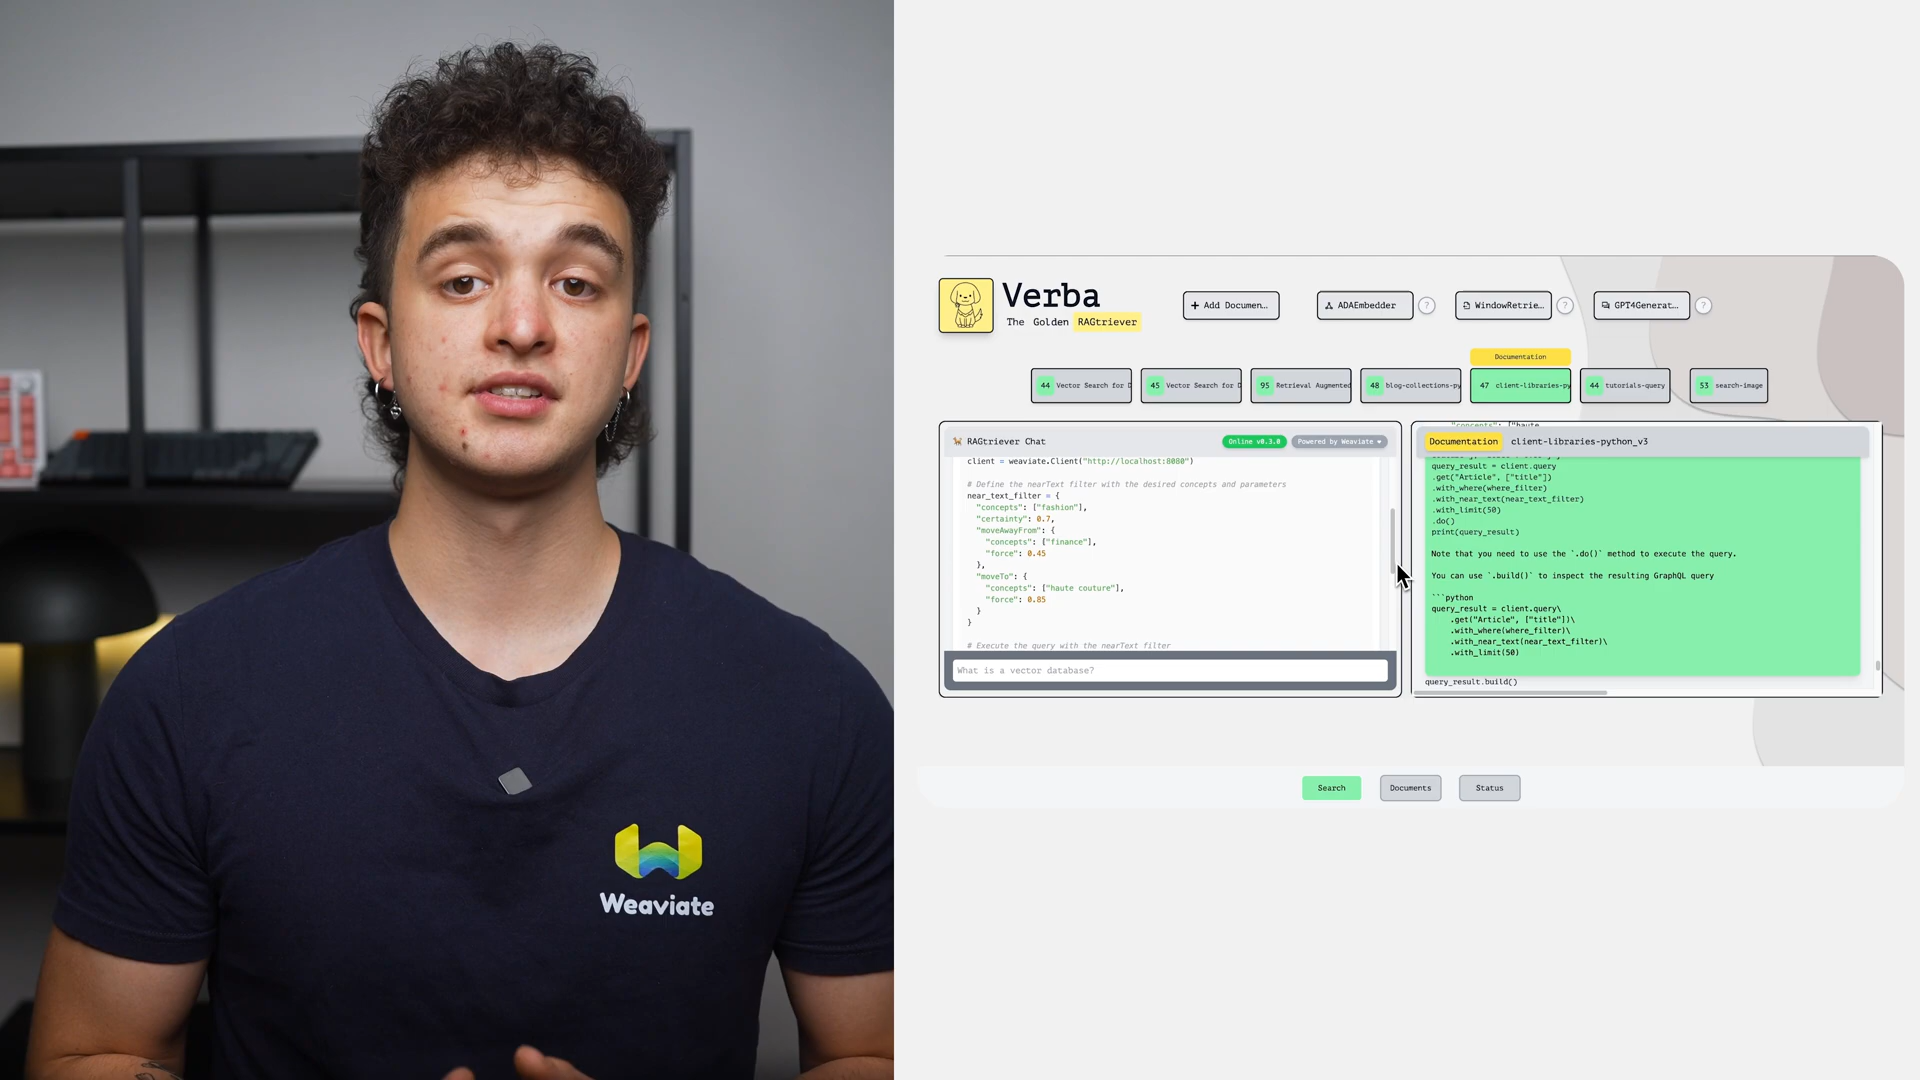 Weaviate
Verba
The Golden RAGtriever
+ Add Documen...
ADAEmbedder
?
WindowRetrie...
?
GPT4Generat...
?
Documentation
44 Vector Search for D
45 Vector Search for D
95 Retrieval Augmented
48 blog-collections-py
47 client-libraries-py
44 tutorials-query
53 search-image
RAGtriever Chat
Online v0.3.0
Powered by Weaviate
client = weaviate.Client("http://localhost:8080")
# Define the nearText filter with the desired concepts and parameters
near_text_filter = {
"concepts": ["fashion"],
"certainty": 0.7,
"moveAwayFrom": {
"concepts": ["finance"],
"force": 0.45
},
"moveTo": {
"concepts": ["haute couture"],
"force": 0.85
}
}
# Execute the query with the nearText filter
What is a vector database?
"concepts": ["haute
Documentation client-libraries-python_v3
query_result = client.query
.get("Article", ["title"])
.with_where(where_filter)
.with_near_text(near_text_filter)
.with_limit(50)
.do()
print(query_result)
Note that you need to use the `.do()` method to execute the query.
You can use `.build()` to inspect the resulting GraphQL query
```python
query_result = client.query\
.get("Article", ["title"])\
.with_where(where_filter)\
.with_near_text(near_text_filter)\
.with_limit(50)
query_result.build()
Search
Documents
Status